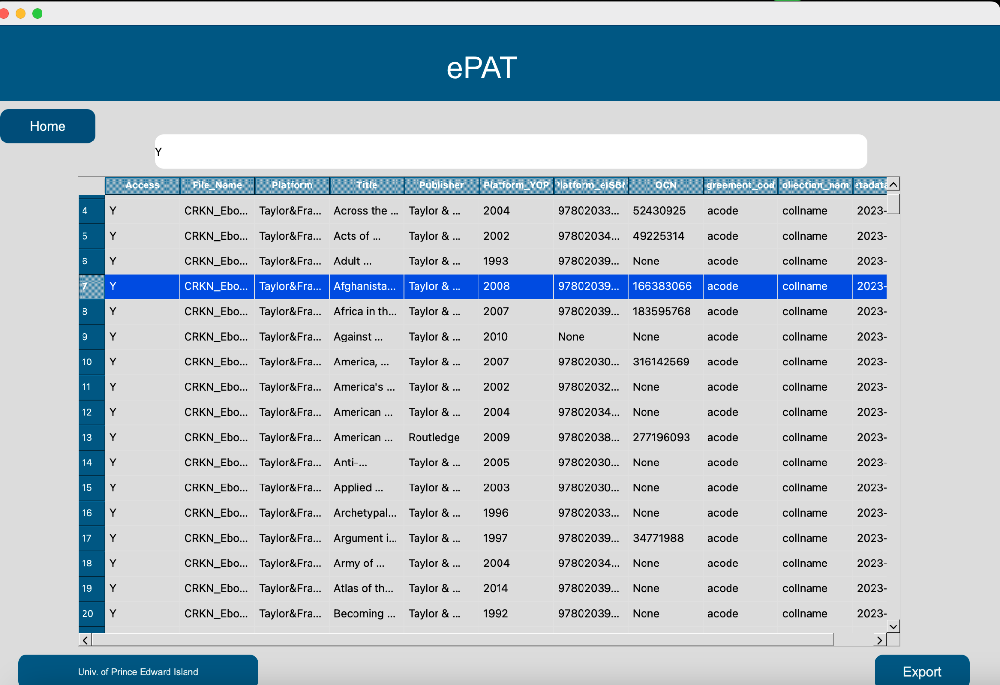 ePAT
Home
Y
Access File_Name Platform Title Publisher Platform_YOP Platform_eISBN OCN greement_cod ollection_nam etadata
4 Y CRKN_Ebo... Taylor&Fra... Across the ... Taylor & ... 2004 97802033... 52430925 acode collname 2023-
5 Y CRKN_Ebo... Taylor&Fra... Acts of ... Taylor & ... 2002 97802034... 49225314 acode collname 2023-
6 Y CRKN_Ebo... Taylor&Fra... Adult ... Taylor & ... 1993 97802039... None acode collname 2023-
7 Y CRKN_Ebo... Taylor&Fra... Afghanista... Taylor & ... 2008 97802039... 166383066 acode collname 2023-
8 Y CRKN_Ebo... Taylor&Fra... Africa in th... Taylor & ... 2007 97802039... 183595768 acode collname 2023-
9 Y CRKN_Ebo... Taylor&Fra... Against ... Taylor & ... 2010 None None acode collname 2023-
10 Y CRKN_Ebo... Taylor&Fra... America, ... Taylor & ... 2007 97802030... 316142569 acode collname 2023-
11 Y CRKN_Ebo... Taylor&Fra... America's ... Taylor & ... 2002 97802032... None acode collname 2023-
12 Y CRKN_Ebo... Taylor&Fra... American ... Taylor & ... 2004 97802034... None acode collname 2023-
13 Y CRKN_Ebo... Taylor&Fra... American ... Routledge 2009 97802038... 277196093 acode collname 2023-
14 Y CRKN_Ebo... Taylor&Fra... Anti-... Taylor & ... 2005 97802030... None acode collname 2023-
15 Y CRKN_Ebo... Taylor&Fra... Applied ... Taylor & ... 2003 97802030... None acode collname 2023-
16 Y CRKN_Ebo... Taylor&Fra... Archetypal... Taylor & ... 1996 97802033... None acode collname 2023-
17 Y CRKN_Ebo... Taylor&Fra... Argument i... Taylor & ... 1997 97802039... 34771988 acode collname 2023-
18 Y CRKN_Ebo... Taylor&Fra... Army of ... Taylor & ... 2004 97802034... None acode collname 2023-
19 Y CRKN_Ebo... Taylor&Fra... Atlas of th... Taylor & ... 2014 97802039... None acode collname 2023-
20 Y CRKN_Ebo... Taylor&Fra... Becoming ... Taylor & ... 1992 97802039... None acode collname 2023-
Univ. of Prince Edward Island
Export